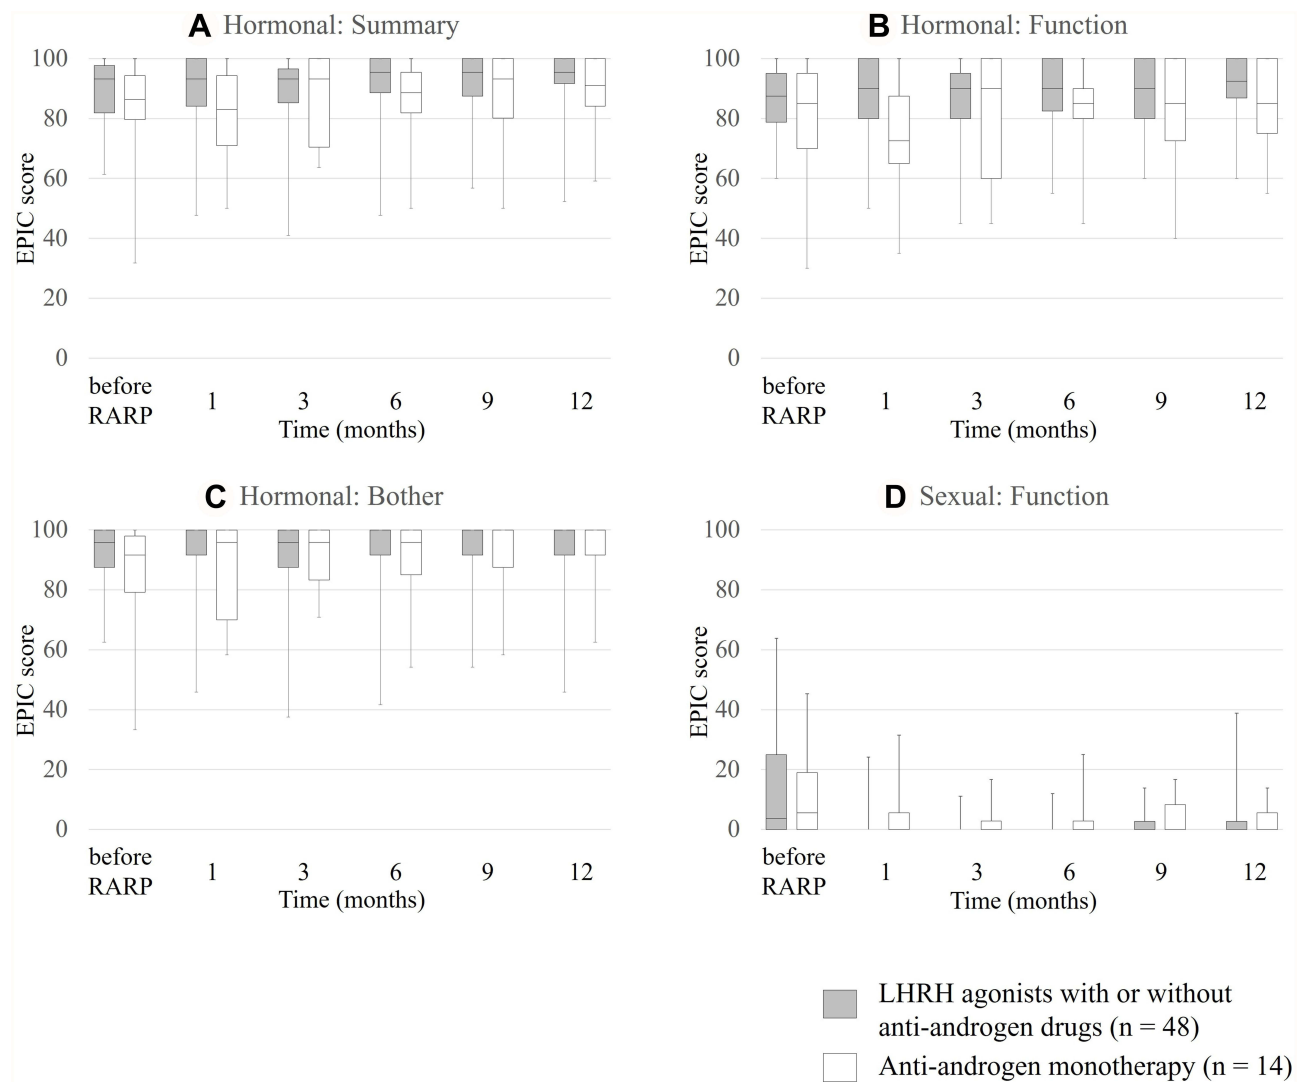 A Hormonal: Summary
100
80
60
40
20
0
EPIC score
before
RARP
1
3
6
9
12
Time (months)
B Hormonal: Function
100
80
60
40
20
0
EPIC score
before
RARP
1
3
6
9
12
Time (months)
C Hormonal: Bother
100
80
60
40
20
0
EPIC score
before
RARP
1
3
6
9
12
Time (months)
D Sexual: Function
100
80
60
40
20
0
EPIC score
before
RARP
1
3
6
9
12
Time (months)
LHRH agonists with or without
anti-androgen drugs (n = 48)
Anti-androgen monotherapy (n = 14)